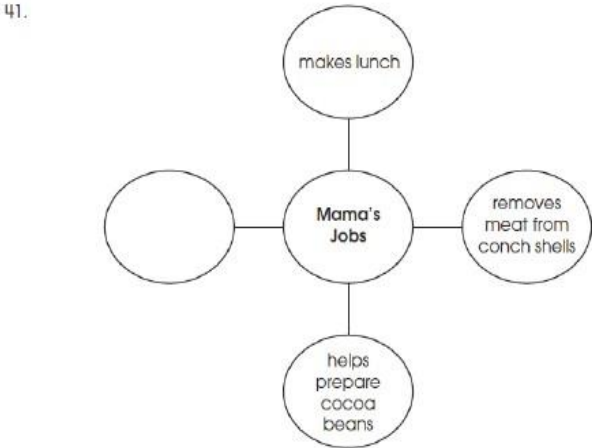 41.
makes lunch
Mama's
Jobs
removes
meat from
conch shells
helps
prepare
cocoa
beans